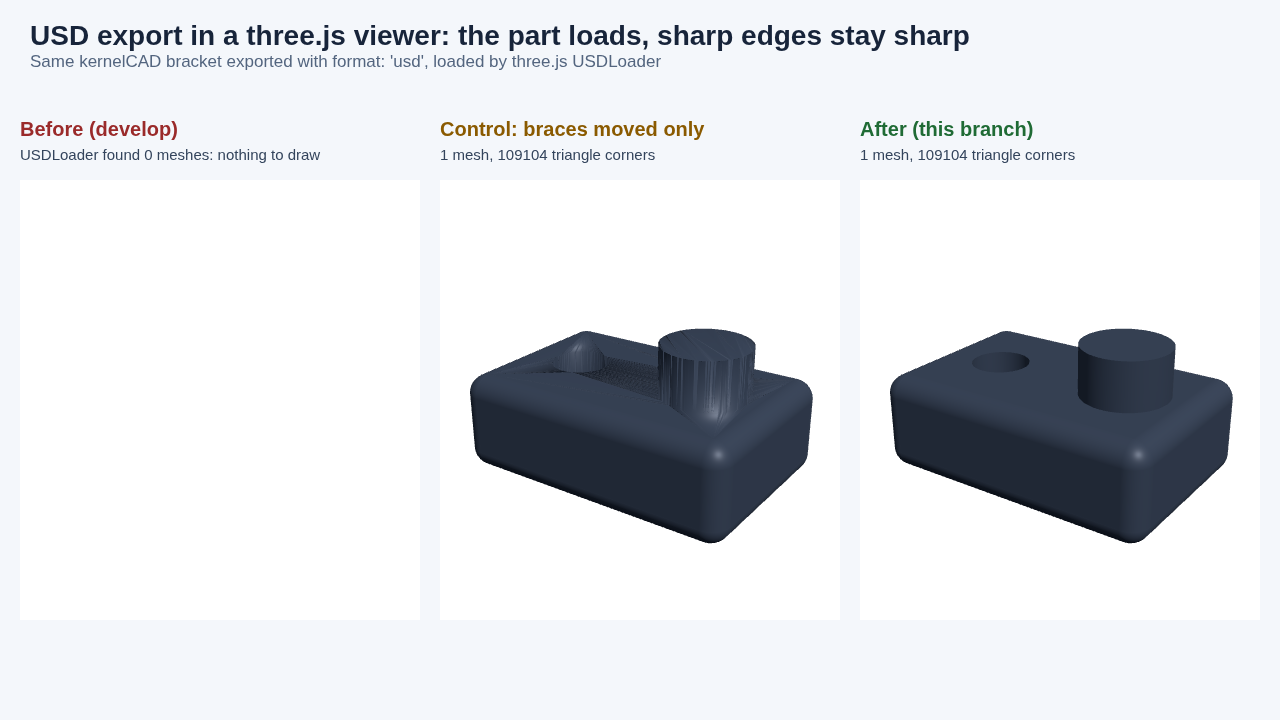 USD export in a three.js viewer: the part loads, sharp edges stay sharp
Same kernelCAD bracket exported with format: 'usd', loaded by three.js USDLoader
Before (develop)
USDLoader found 0 meshes: nothing to draw
Control: braces moved only
1 mesh, 109104 triangle corners
After (this branch)
1 mesh, 109104 triangle corners